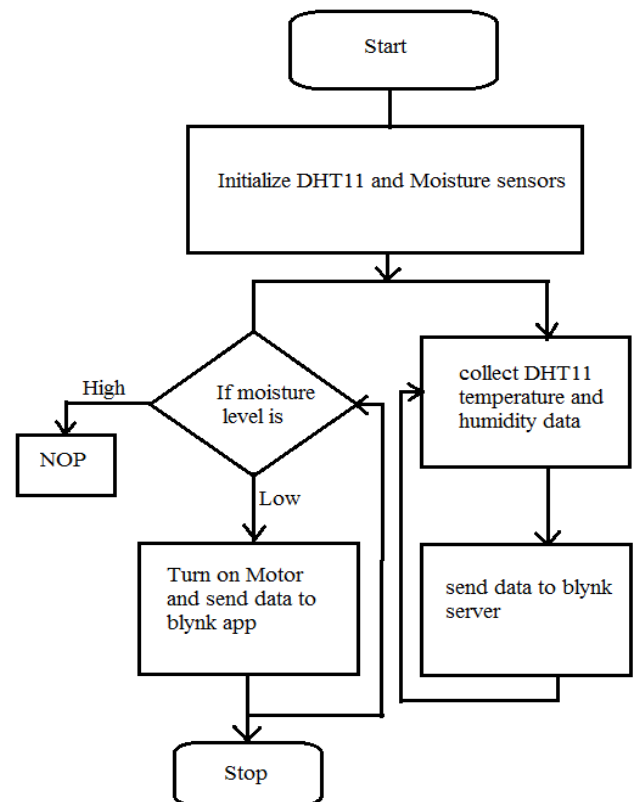 Start
Initialize DHT11 and Moisture sensors
High
If moisture
level is
collect DHT11
temperature and
humidity data
NOP
Low
Turn on Motor
and send data to
blynk app
send data to blynk
server
Stop